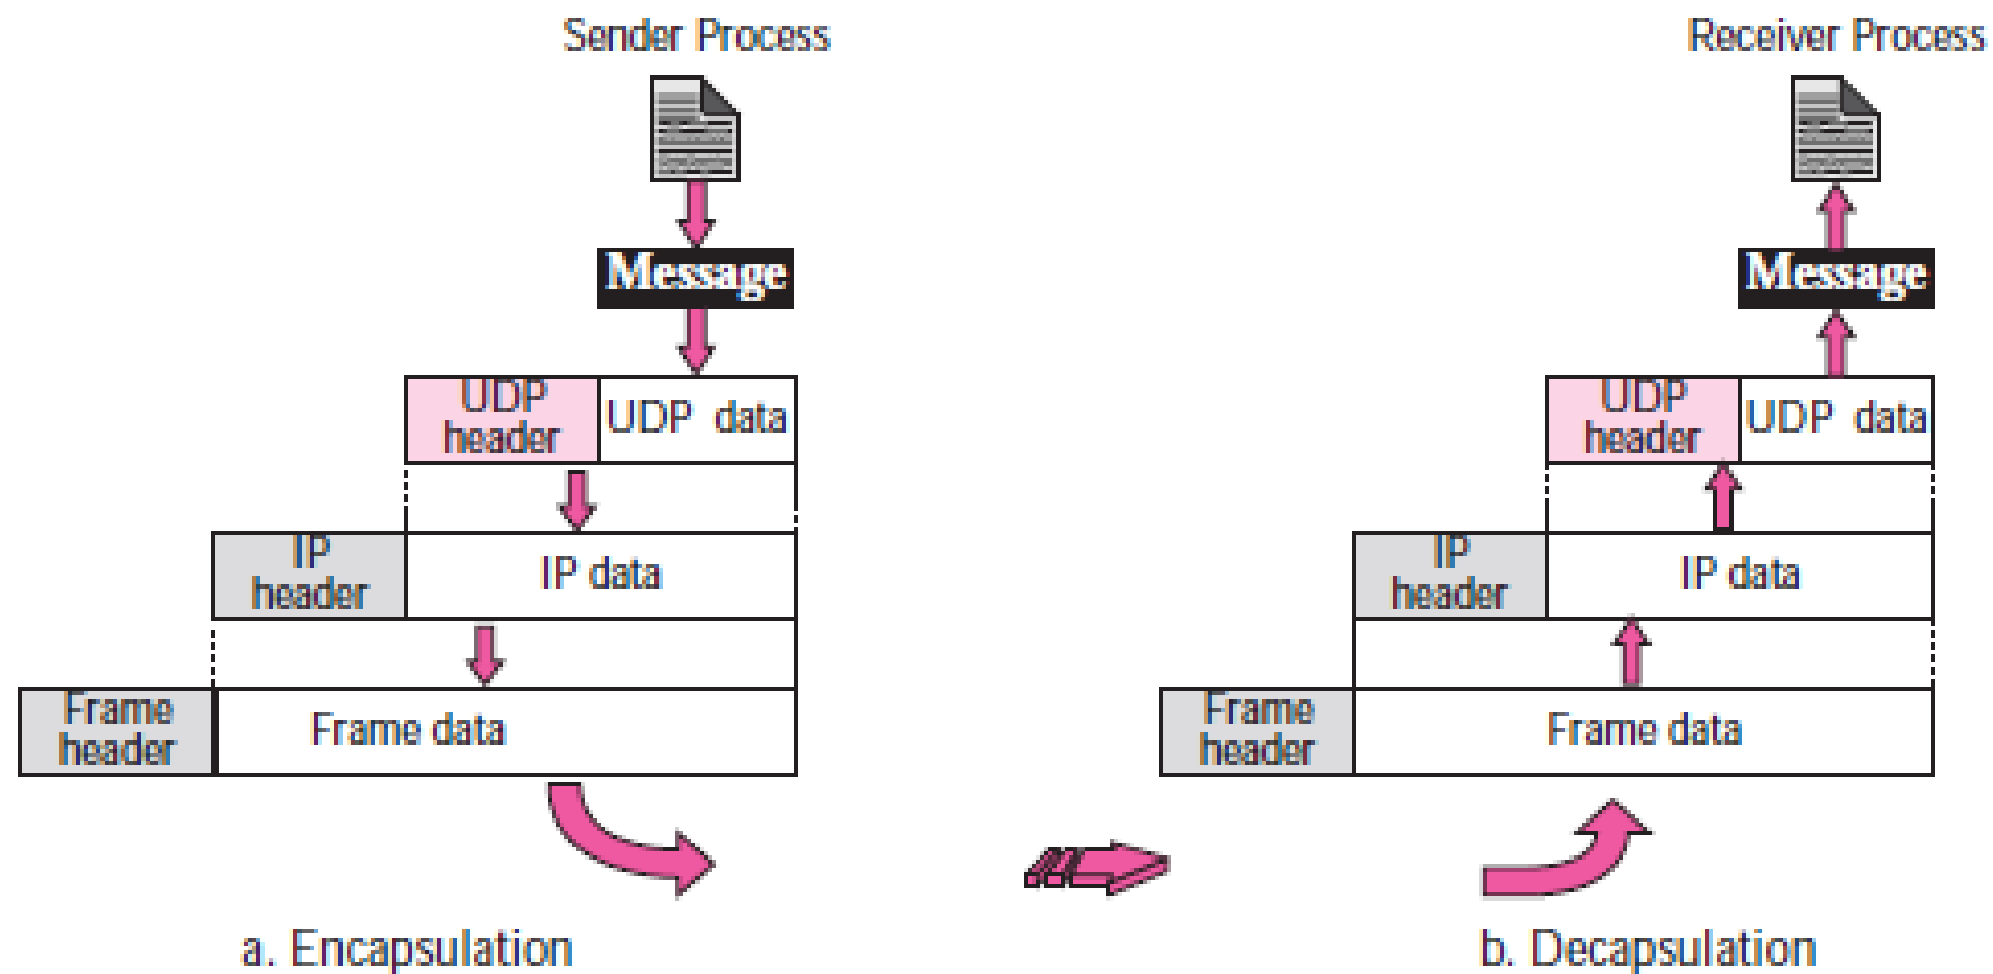 Sender Process
Message
UDP
header
UDP data
IP
header
IP data
Frame
header
Frame data
a. Encapsulation
Receiver Process
Message
UDP
header
UDP data
IP
header
IP data
Frame
header
Frame data
b. Decapsulation